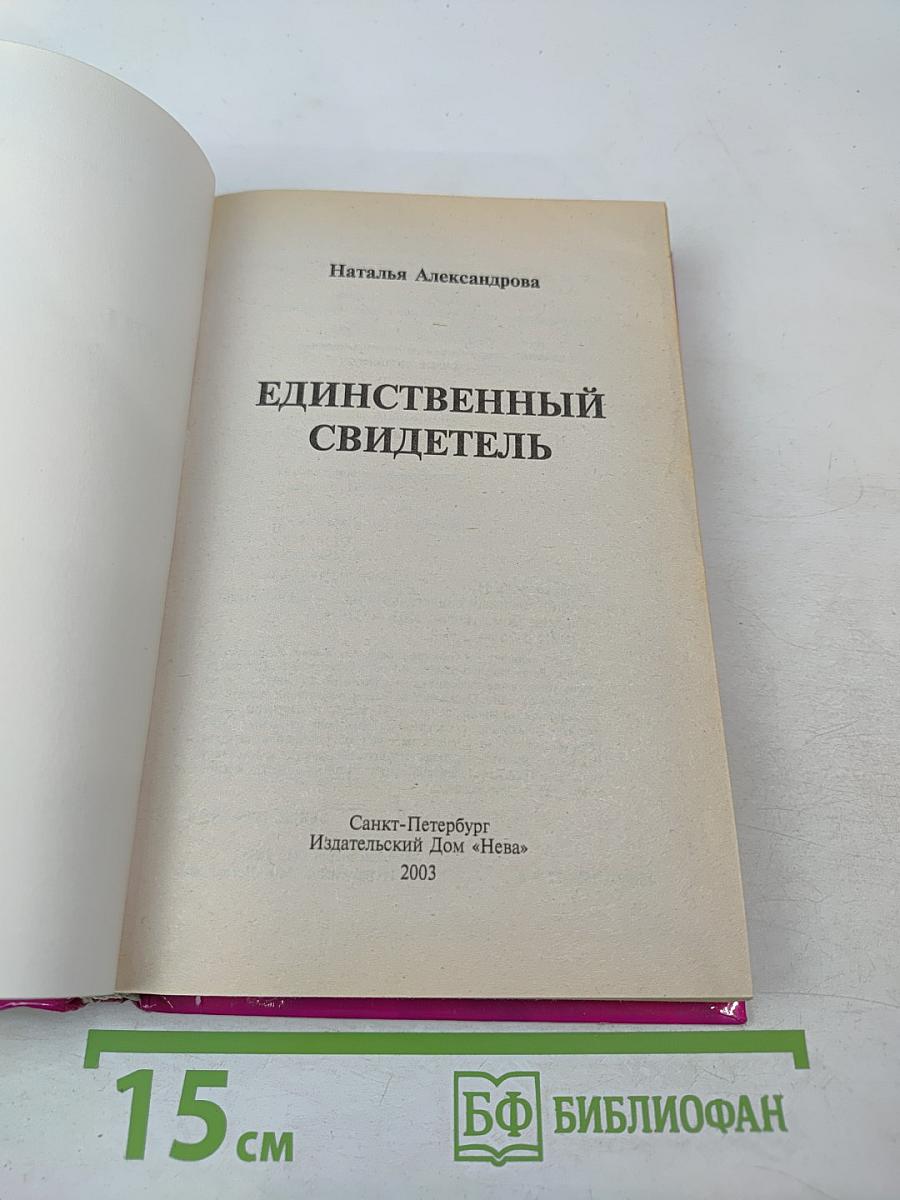 Наталья Александрова
ЕДИНСТВЕННЫЙ
СВИДЕТЕЛЬ
Санкт-Петербург
Издательский Дом «Нева»
2003
15 см
БФ БИБЛИОФАН